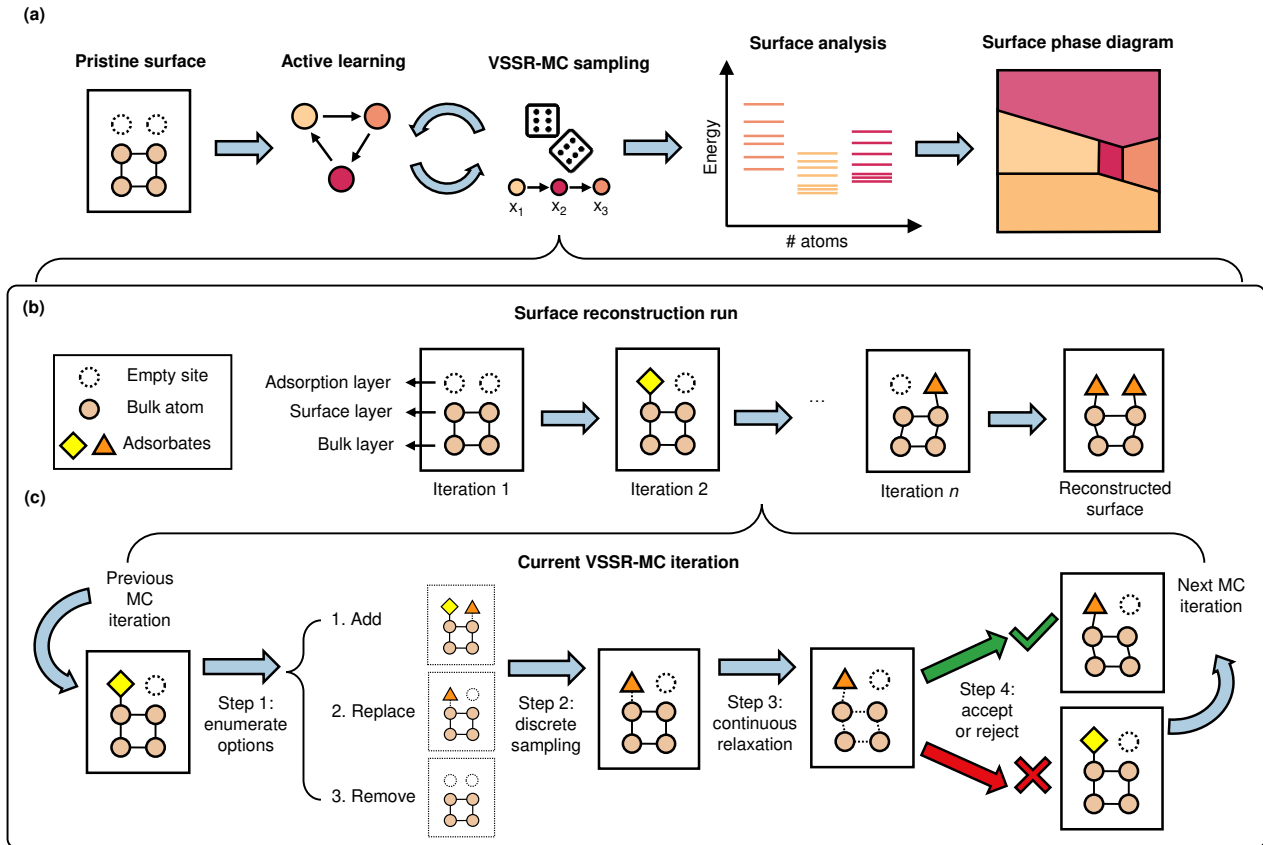 (a)
Pristine surface
Active learning
VSSR-MC sampling
Surface analysis
Surface phase diagram
Energy
# atoms
x1
x2
x3
(b)
Surface reconstruction run
Empty site
Bulk atom
Adsorbates
Adsorption layer
Surface layer
Bulk layer
Iteration 1
Iteration 2
...
Iteration n
Reconstructed
surface
(c)
Current VSSR-MC iteration
Previous
MC
iteration
Step 1:
enumerate
options
1. Add
2. Replace
3. Remove
Step 2:
discrete
sampling
Step 3:
continuous
relaxation
Step 4:
accept
or reject
Next MC
iteration